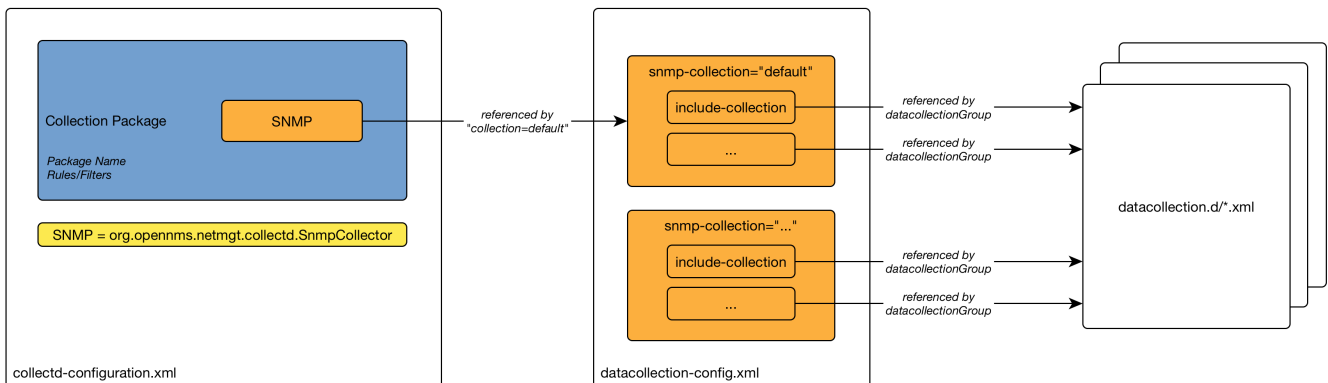 Collection Package
SNMP
Package Name
Rules/Filters
SNMP = org.opennms.netmgt.collectd.SnmpCollector
collectd-configuration.xml
referenced by
"collection=default"
snmp-collection="default"
include-collection
...
snmp-collection="..."
include-collection
...
datacollection-config.xml
referenced by
datacollectionGroup
referenced by
datacollectionGroup
referenced by
datacollectionGroup
referenced by
datacollectionGroup
datacollection.d/*.xml